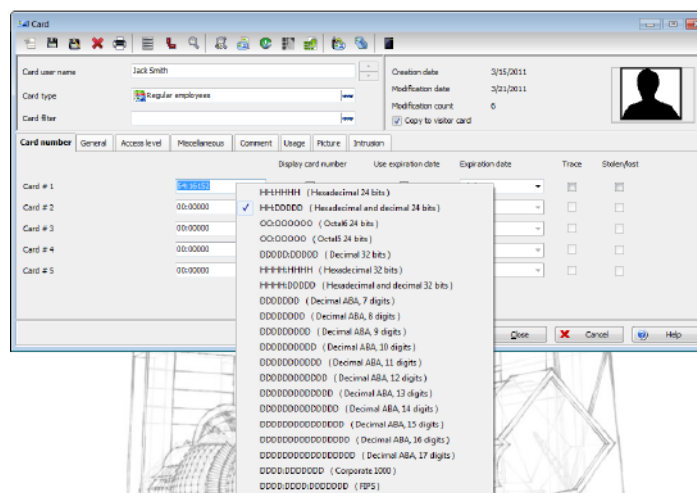 Card
Card user name Jack Smith
Card type Regular employees
Card filter
Creation date 3/15/2011
Modification date 3/21/2011
Modification count 6
Copy to visitor card
Card number General Access level Miscellaneous Comment Usage Picture Intrusion
Display card number Use expiration date Expiration date Trace Stolen/lost
Card # 1 54:16152
Card # 2 00:00000
Card # 3 00:00000
Card # 4 00:00000
Card # 5 00:00000
HH:HHHH (Hexadecimal 24 bits)
HH:DDDDD (Hexadecimal and decimal 24 bits)
OO:OOOOOO (Octal6 24 bits)
OO:OOOOO (Octal5 24 bits)
DDDDD:DDDDD (Decimal 32 bits)
HHHH:HHHH (Hexadecimal 32 bits)
HHHH:DDDDD (Hexadecimal and decimal 32 bits)
DDDDDDD (Decimal ABA, 7 digits)
DDDDDDDD (Decimal ABA, 8 digits)
DDDDDDDDD (Decimal ABA, 9 digits)
DDDDDDDDDD (Decimal ABA, 10 digits)
DDDDDDDDDDD (Decimal ABA, 11 digits)
DDDDDDDDDDDD (Decimal ABA, 12 digits)
DDDDDDDDDDDDD (Decimal ABA, 13 digits)
DDDDDDDDDDDDDD (Decimal ABA, 14 digits)
DDDDDDDDDDDDDDD (Decimal ABA, 15 digits)
DDDDDDDDDDDDDDDD (Decimal ABA, 16 digits)
DDDDDDDDDDDDDDDDD (Decimal ABA, 17 digits)
DDDD:DDDDDDD (Corporate 1000)
DDDD:DDDD:DDDDDDD (FIPS)
Close Cancel Help